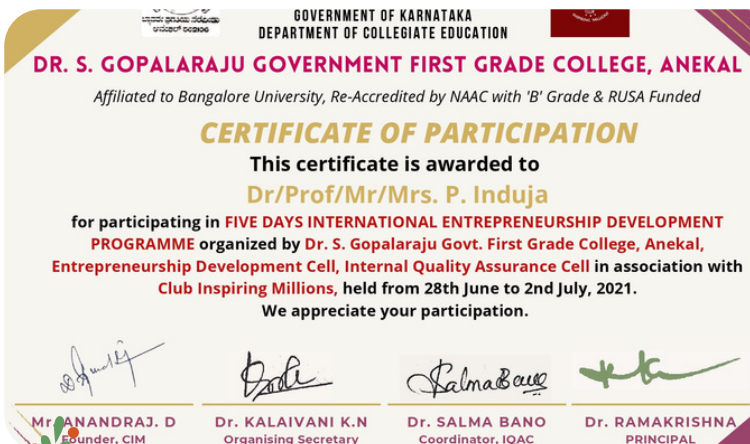 GOVERNMENT OF KARNATAKA
DEPARTMENT OF COLLEGIATE EDUCATION
DR. S. GOPALARAJU GOVERNMENT FIRST GRADE COLLEGE, ANEKAL
Affiliated to Bangalore University, Re-Accredited by NAAC with 'B' Grade & RUSA Funded
CERTIFICATE OF PARTICIPATION
This certificate is awarded to
Dr/Prof/Mr/Mrs. P. Induja
for participating in FIVE DAYS INTERNATIONAL ENTREPRENEURSHIP DEVELOPMENT
PROGRAMME organized by Dr. S. Gopalaraju Govt. First Grade College, Anekal,
Entrepreneurship Development Cell, Internal Quality Assurance Cell in association with
Club Inspiring Millions, held from 28th June to 2nd July, 2021.
We appreciate your participation.
Salma Bano
Mr. ANANDRAJ. D
Founder, CIM
Dr. KALAIVANI K.N
Organising Secretary
Dr. SALMA BANO
Coordinator, IQAC
Dr. RAMAKRISHNA
PRINCIPAL